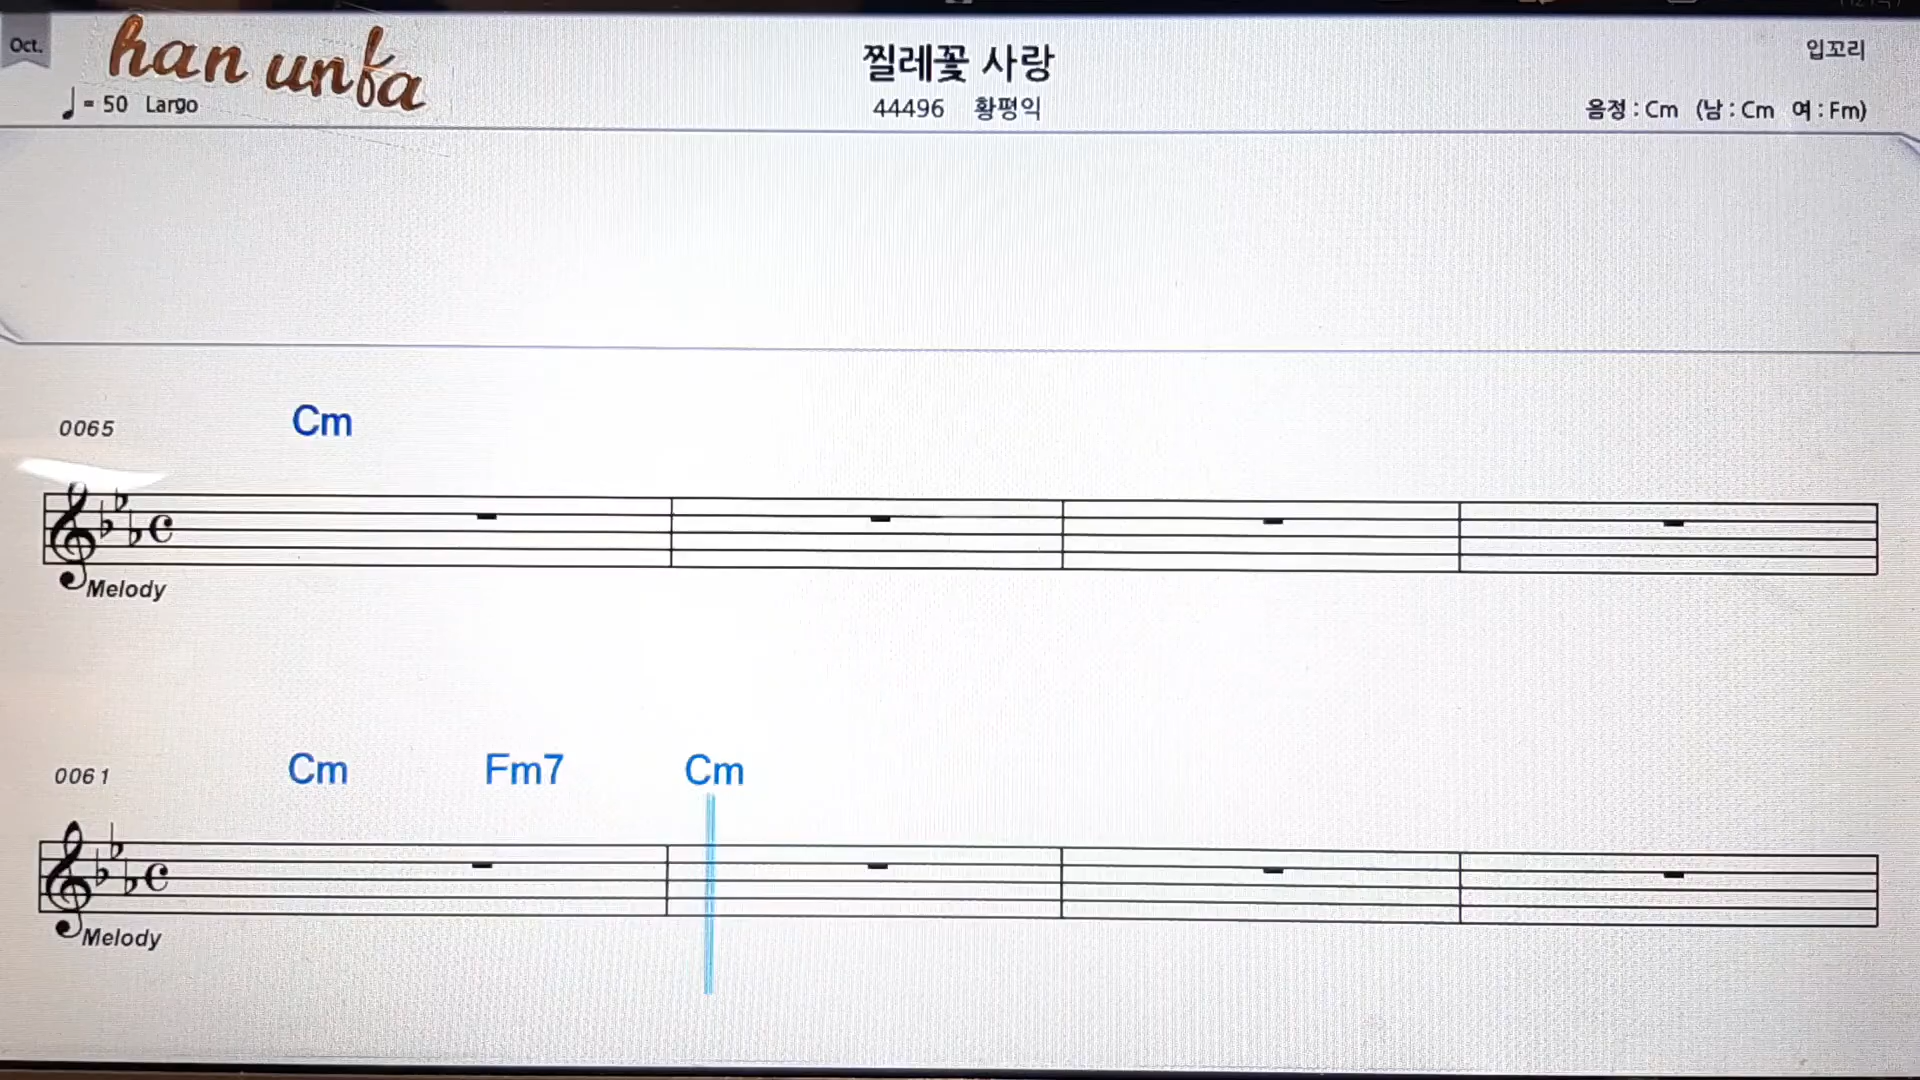 Oct.
han unfa
찔레꽃 사랑
입꼬리
= 50 Largo
44496 황평익
음정 : Cm (남 : Cm 여 : Fm)
0065 Cm
Melody
0061 Cm Fm7 Cm
Melody